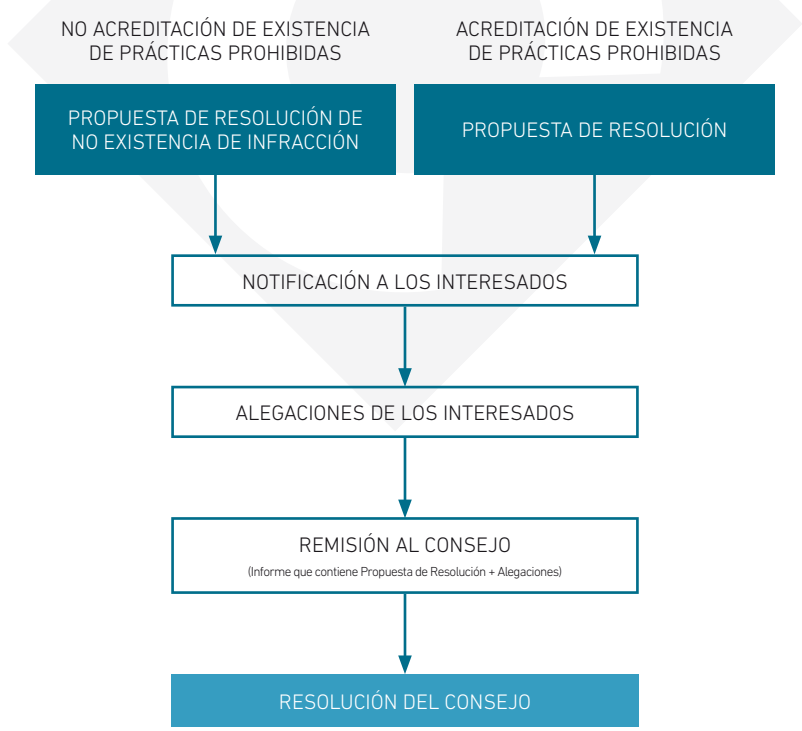 NO ACREDITACIÓN DE EXISTENCIA
DE PRÁCTICAS PROHIBIDAS
ACREDITACIÓN DE EXISTENCIA
DE PRÁCTICAS PROHIBIDAS
PROPUESTA DE RESOLUCIÓN DE
NO EXISTENCIA DE INFRACCIÓN
PROPUESTA DE RESOLUCIÓN
NOTIFICACIÓN A LOS INTERESADOS
ALEGACIONES DE LOS INTERESADOS
REMISIÓN AL CONSEJO
(Informe que contiene Propuesta de Resolución + Alegaciones)
RESOLUCIÓN DEL CONSEJO